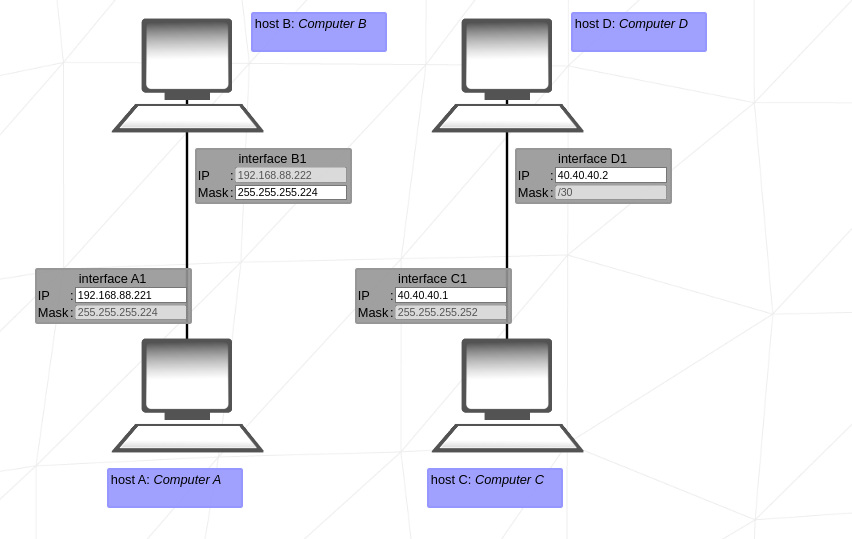 host B: Computer B
host D: Computer D
interface B1
IP : 192.168.88.222
Mask : 255.255.255.224
interface D1
IP : 40.40.40.2
Mask : /30
interface A1
IP : 192.168.88.221
Mask : 255.255.255.224
interface C1
IP : 40.40.40.1
Mask : 255.255.255.252
host A: Computer A
host C: Computer C